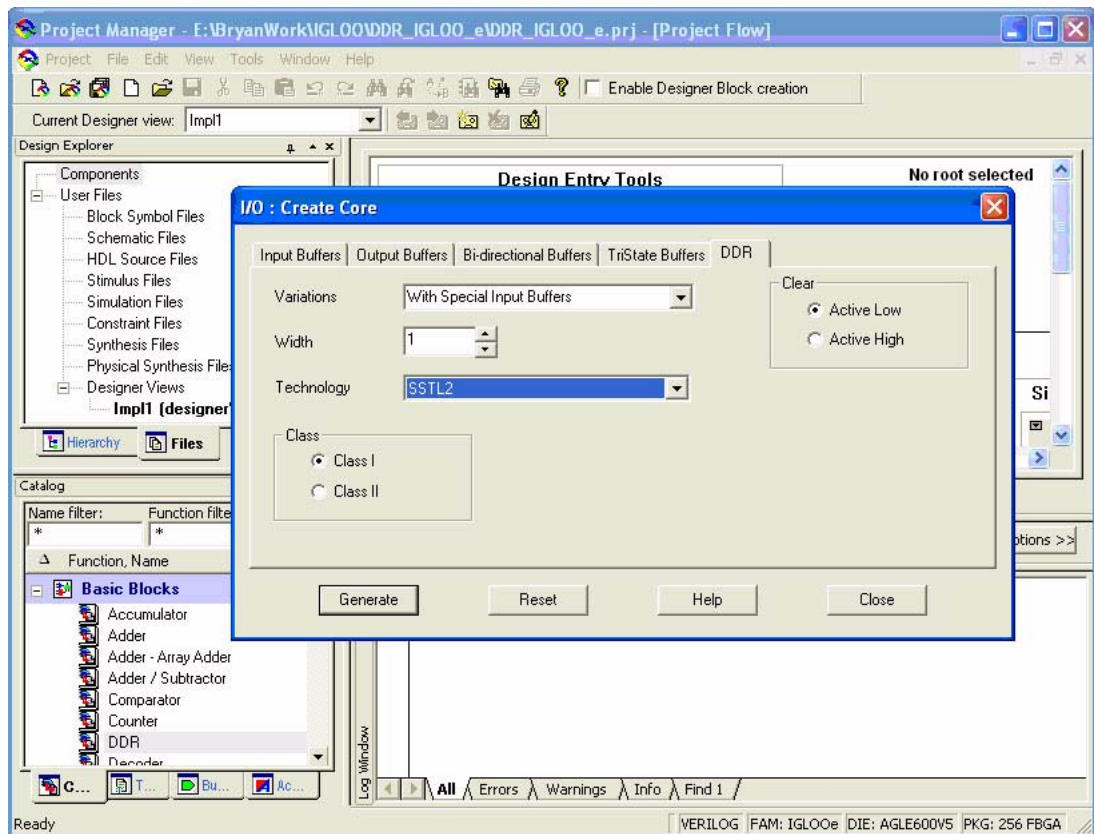 Project Manager - E:\BryanWork\IGLOO\DDR_IGLOO_e\DDR_IGLOO_e.prj - [Project Flow]
Project File Edit View Tools Window Help
Enable Designer Block creation
Current Designer view: Impl1
Design Explorer
Components
User Files
Block Symbol Files
Schematic Files
HDL Source Files
Stimulus Files
Simulation Files
Constraint Files
Synthesis Files
Physical Synthesis File
Designer Views
Impl1 (designer
Hierarchy Files
Design Entry Tools
No root selected
Si
I/O : Create Core
Input Buffers Output Buffers Bi-directional Buffers TriState Buffers DDR
Variations With Special Input Buffers
Width 1
Technology SSTL2
Class
Class I
Class II
Clear
Active Low
Active High
Generate Reset Help Close
Catalog
Name filter: Function filte
* *
Function, Name
Basic Blocks
Accumulator
Adder
Adder - Array Adder
Adder / Subtractor
Comparator
Counter
DDR
Decoder
C... T... Bu... Ac...
ptions >>
Log Window
All Errors Warnings Info Find 1
Ready
VERILOG FAM: IGLOOe DIE: AGLE600V5 PKG: 256 FBGA